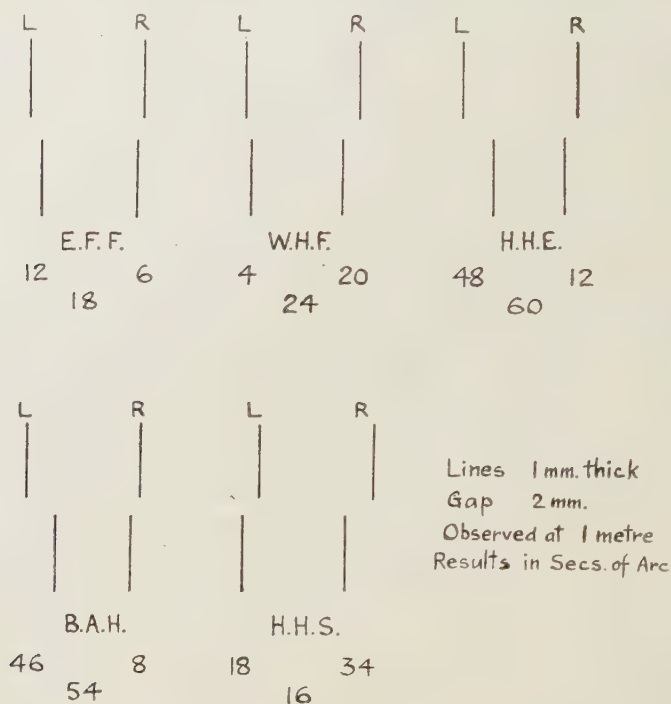 L R L R L R
E.F.F. W.H.F. H.H.E.
12 6 4 20 48 12
18 24 60
L R L R
Lines 1 mm. thick
Gap 2 mm.
Observed at 1 metre
Results in Secs. of Arc
B.A.H. H.H.S.
46 8 18 34
54 16